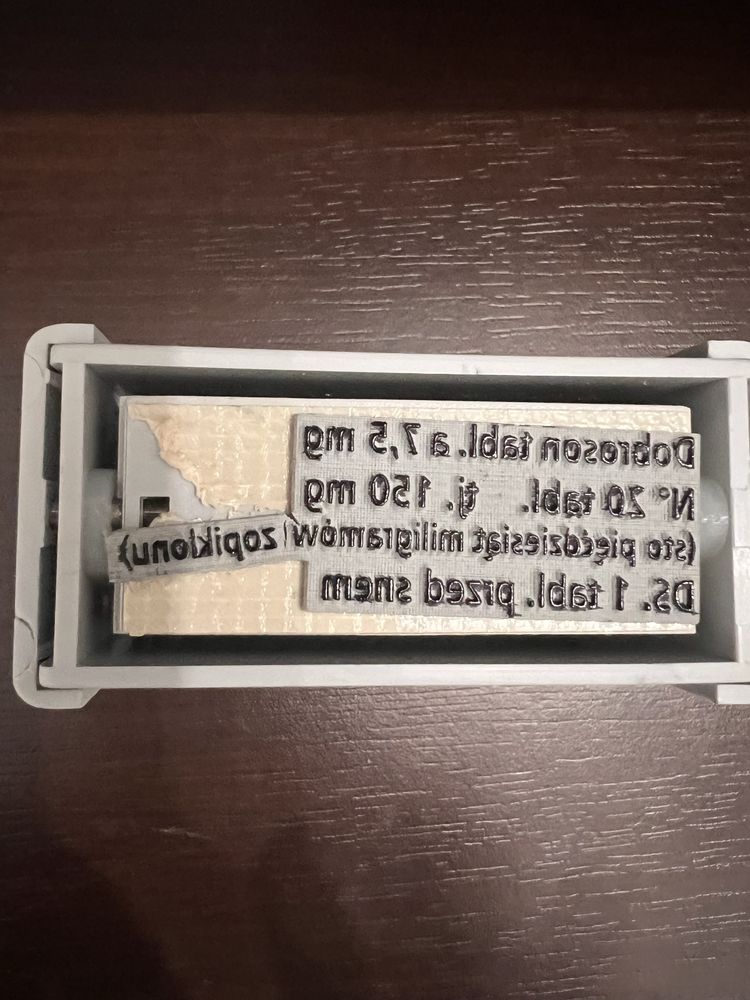 Dobroson tabl. a 7,5 mg
N° 20 tabl. tj. 150 mg
(sto pięćdziesiąt miligramów zopiklonu)
DS. 1 tabl. przed snem